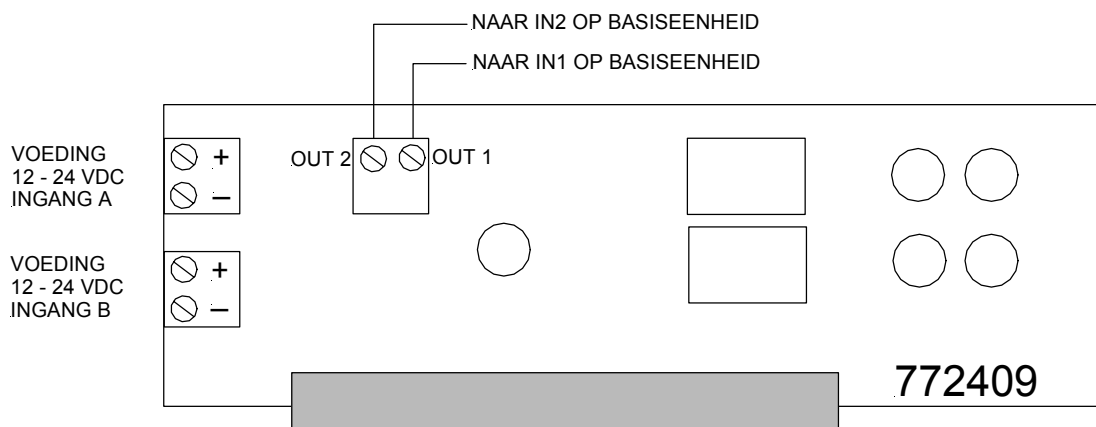 NAAR IN2 OP BASISEENHEID
NAAR IN1 OP BASISEENHEID
VOEDING
12 - 24 VDC
INGANG A
+
−
OUT 2
OUT 1
VOEDING
12 - 24 VDC
INGANG B
+
−
772409